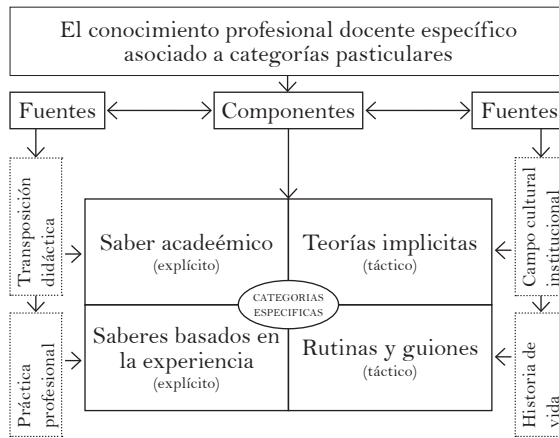 El conocimiento profesional docente específico
asociado a categorías pasticulares
Fuentes
Componentes
Fuentes
Transposición
didáctica
Práctica
profesional
Saber acadeémico
(explícito)
Teorías implicitas
(táctico)
CATEGORIAS
ESPECIFICAS
Saberes basados en
la experiencia
(explícito)
Rutinas y guiones
(táctico)
Campo cultural
institucional
Historia de
vida